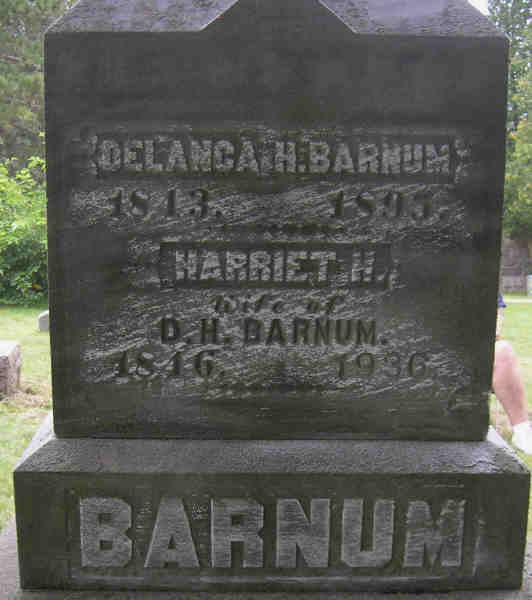 DELANCA H. BARNUM
1843. 1895.
HARRIET H.
Wife of
D. H. BARNUM.
1846. 1936.
BARNUM